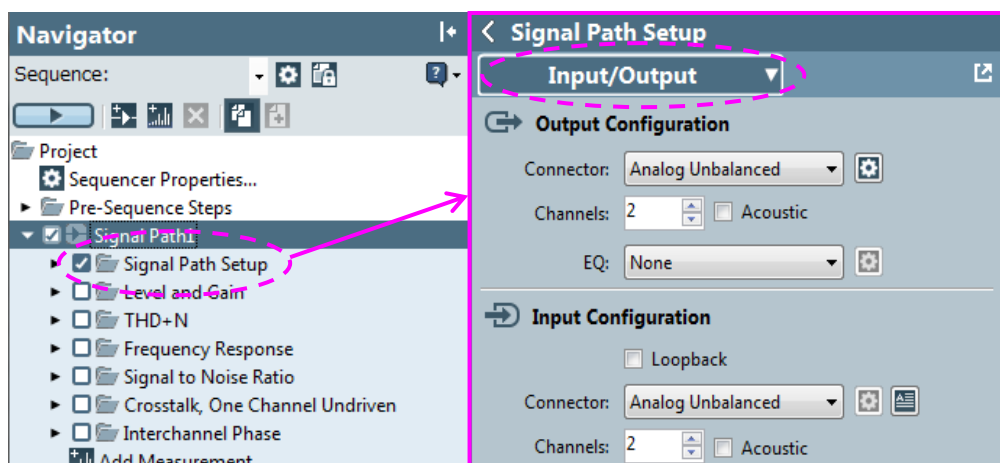 Navigator
Sequence:
Project
Sequencer Properties...
Pre-Sequence Steps
Signal Path1
Signal Path Setup
Level and Gain
THD+N
Frequency Response
Signal to Noise Ratio
Crosstalk, One Channel Undriven
Interchannel Phase
Add Measurement
Signal Path Setup
Input/Output
Output Configuration
Connector: Analog Unbalanced
Channels: 2 Acoustic
EQ: None
Input Configuration
Loopback
Connector: Analog Unbalanced
Channels: 2 Acoustic